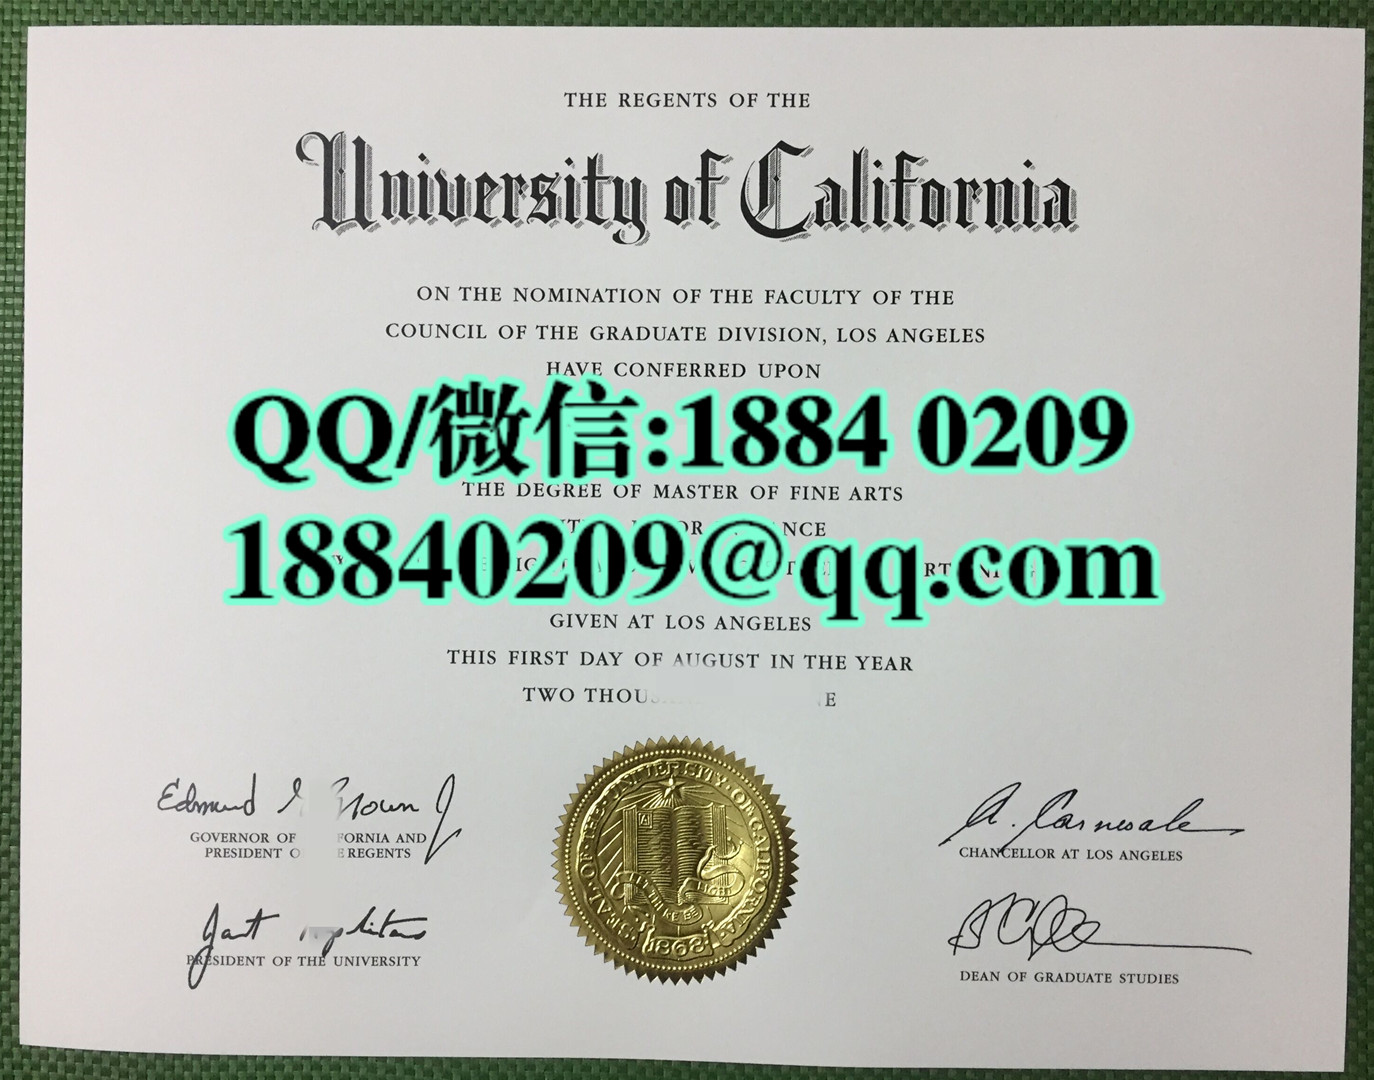 THE REGENTS OF THE
University of California
ON THE NOMINATION OF THE FACULTY OF THE
COUNCIL OF THE GRADUATE DIVISION, LOS ANGELES
HAVE CONFERRED UPON
QQ/微信:1884 0209
THE DEGREE OF MASTER OF FINE ARTS
18840209@qq.com
GIVEN AT LOS ANGELES
THIS FIRST DAY OF AUGUST IN THE YEAR
TWO
GOVERNOR OF AND
PRESIDENT REGENTS
CHANCELLOR AT LOS ANGELES
PRESIDENT OF THE UNIVERSITY
DEAN OF GRADUATE STUDIES
1868